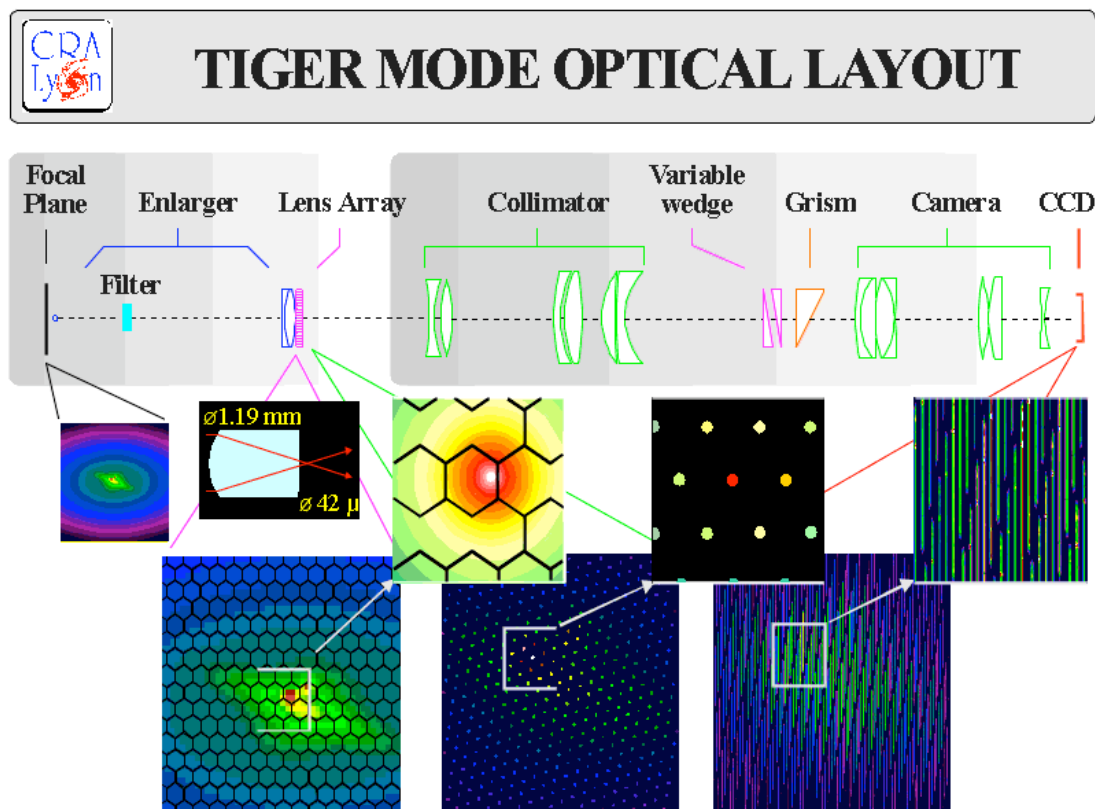 CRA
Lyon
TIGER MODE OPTICAL LAYOUT
Focal
Plane
Enlarger
Lens Array
Collimator
Variable
wedge
Grism
Camera
CCD
Filter
ø1.19 mm
ø 42 µ